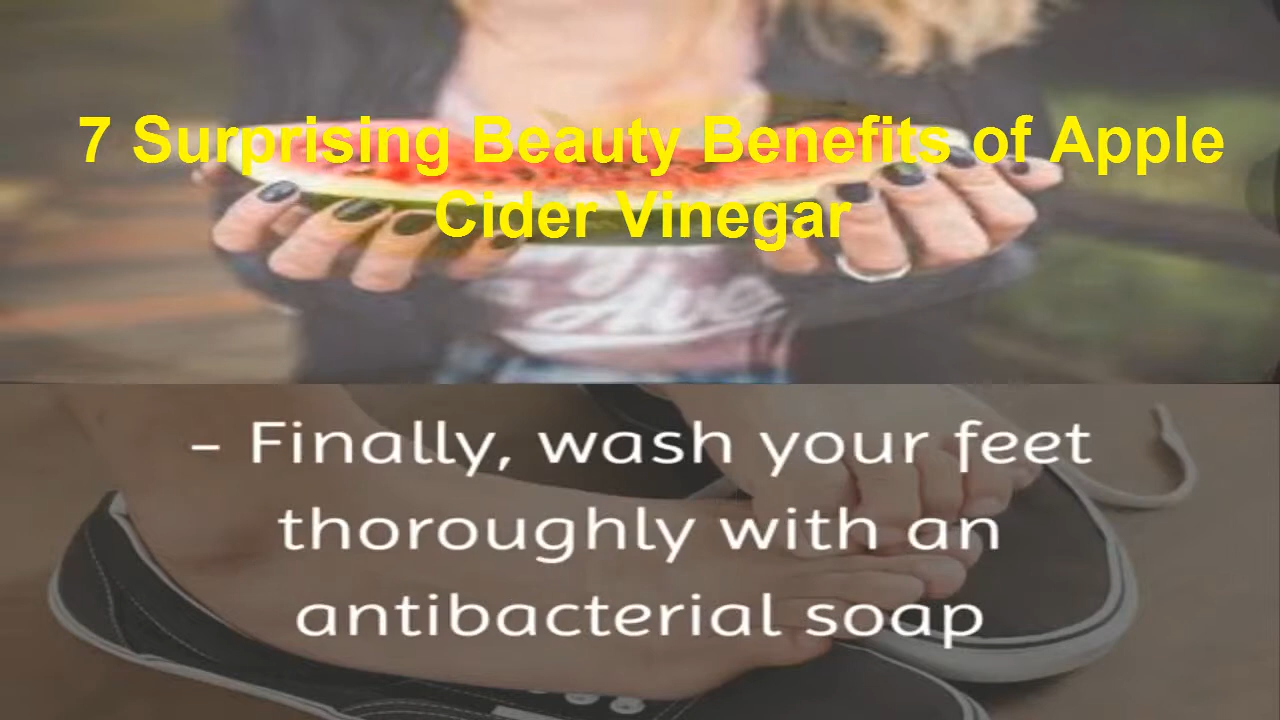 7 Surprising Beauty Benefits of Apple
Cider Vinegar
- Finally, wash your feet
thoroughly with an
antibacterial soap